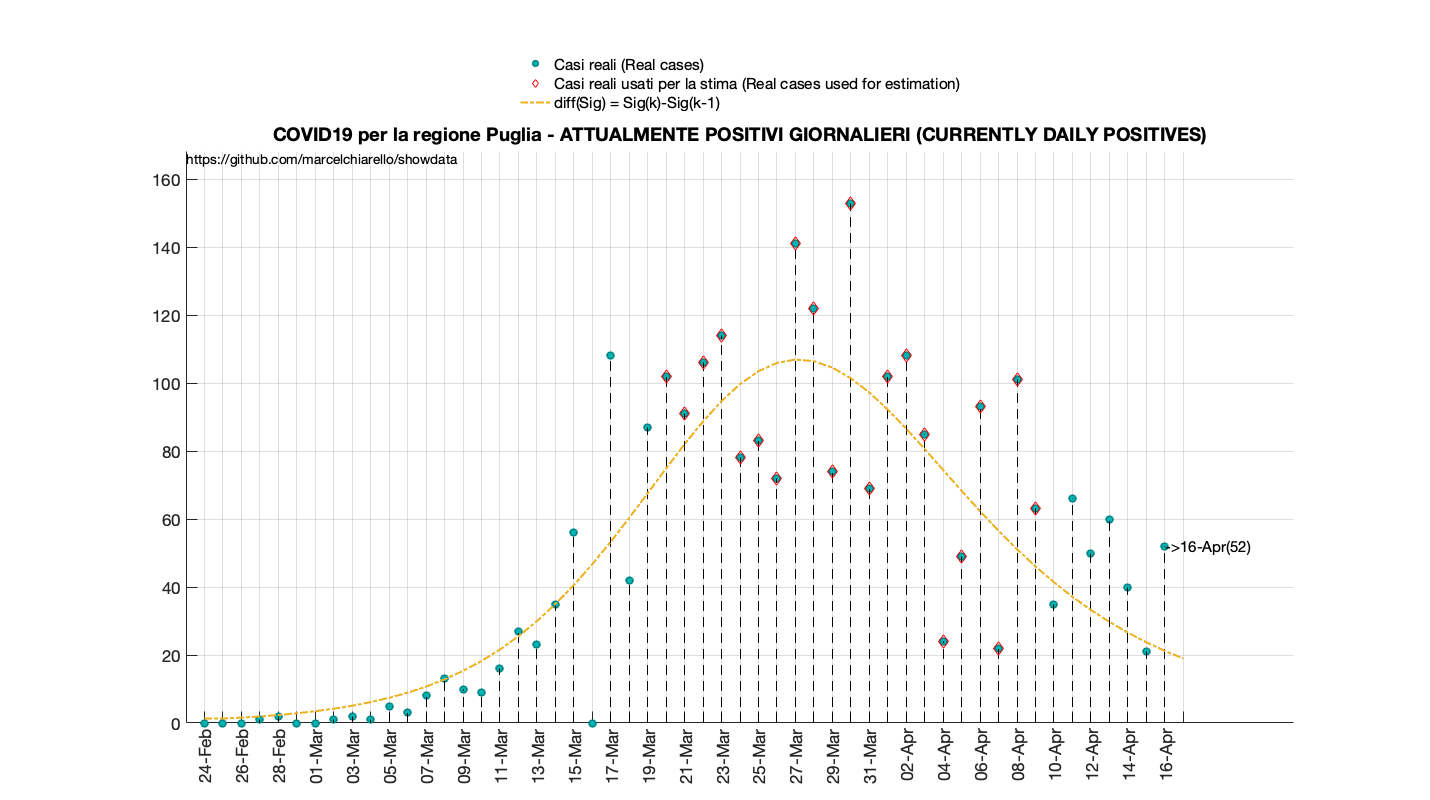 Casi reali (Real cases)
Casi reali usati per la stima (Real cases used for estimation)
diff(Sig) = Sig(k)-Sig(k-1)
COVID19 per la regione Puglia - ATTUALMENTE POSITIVI GIORNALIERI (CURRENTLY DAILY POSITIVES)
https://github.com/marcelchiarello/showdata
160
140
120
100
80
60
40
20
0
->16-Apr(52)
24-Feb
26-Feb
28-Feb
01-Mar
03-Mar
05-Mar
07-Mar
09-Mar
11-Mar
13-Mar
15-Mar
17-Mar
19-Mar
21-Mar
23-Mar
25-Mar
27-Mar
29-Mar
31-Mar
02-Apr
04-Apr
06-Apr
08-Apr
10-Apr
12-Apr
14-Apr
16-Apr